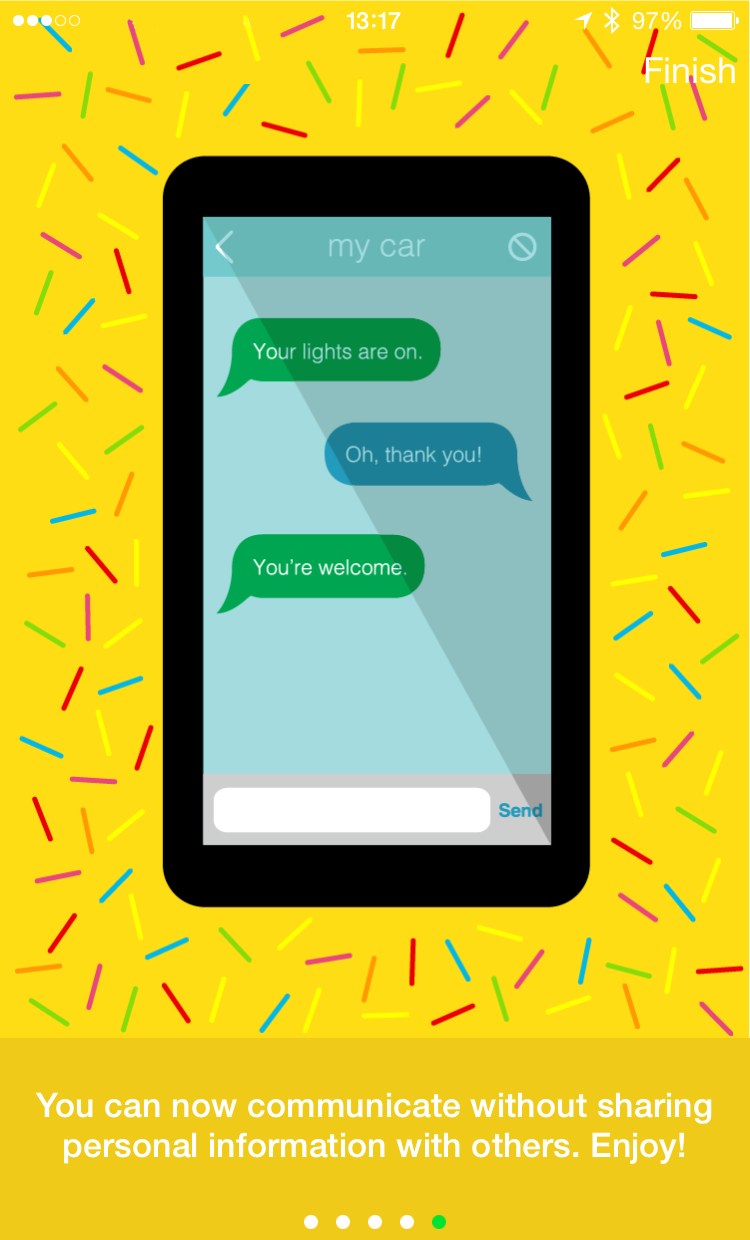 13:17 97%
Finish
my car
Your lights are on.
Oh, thank you!
You're welcome.
Send
You can now communicate without sharing
personal information with others. Enjoy!